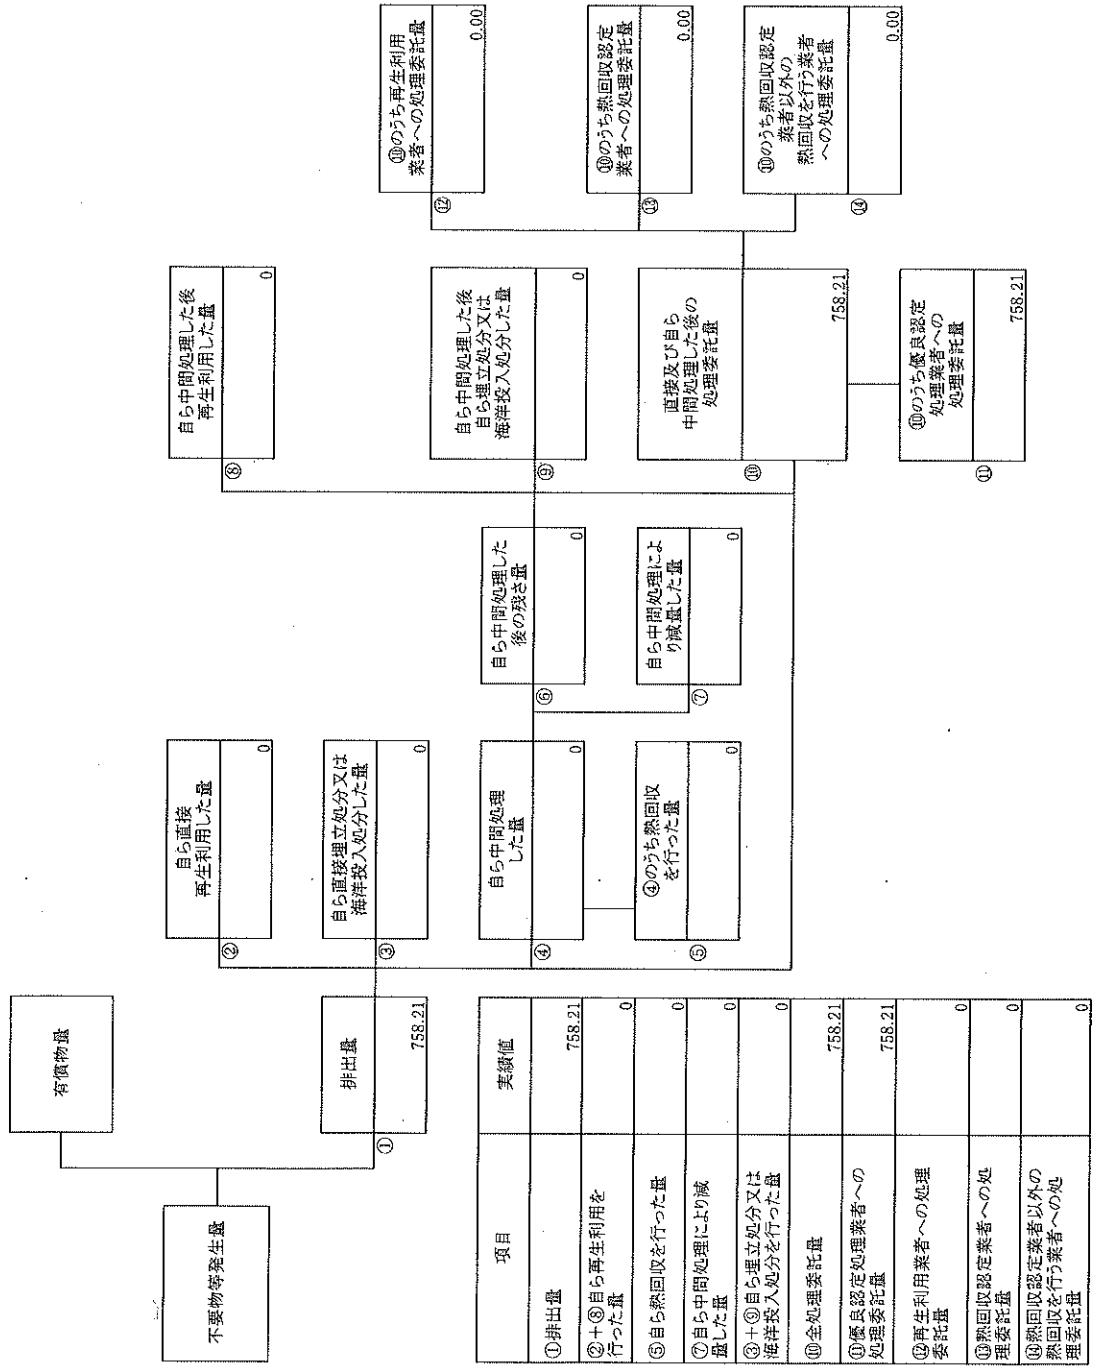 有償物量
不要物等発生量
①
排出量
758.21
②
自ら直接
再生利用した量
0
③
自ら直接埋立処分又は
海洋投入処分した量
0
④
自ら中間処理
した量
0
⑤
④のうち熱回収
を行った量
0
⑥
自ら中間処理した
後の残さ量
0
⑦
自ら中間処理によ
り減量した量
0
⑧
自ら中間処理した後
再生利用した量
0
⑨
自ら中間処理した後
自ら埋立処分又は
海洋投入処分した量
0
⑩
直接及び自ら
中間処理した後の
処理委託量
758.21
⑪
⑩のうち優良認定
処理業者への
処理委託量
758.21
⑫
⑩のうち再生利用
業者への処理委託量
0.00
⑬
⑩のうち熱回収認定
業者への処理委託量
0.00
⑭
⑩のうち熱回収認定
業者以外の
熱回収を行う業者
への処理委託量
0.00
項目 実績値
①排出量 758.21
②+⑧自ら再生利用を
行った量 0
⑤自ら熱回収を行った量 0
⑦自ら中間処理により減
量した量 0
③+⑨自ら埋立処分又は
海洋投入処分を行った量 0
⑩全処理委託量 758.21
⑪優良認定処理業者への
処理委託量 758.21
⑫再生利用業者への処理
委託量 0
⑬熱回収認定業者への処
理委託量 0
⑭熱回収認定業者以外の
熱回収を行う業者への処
理委託量 0